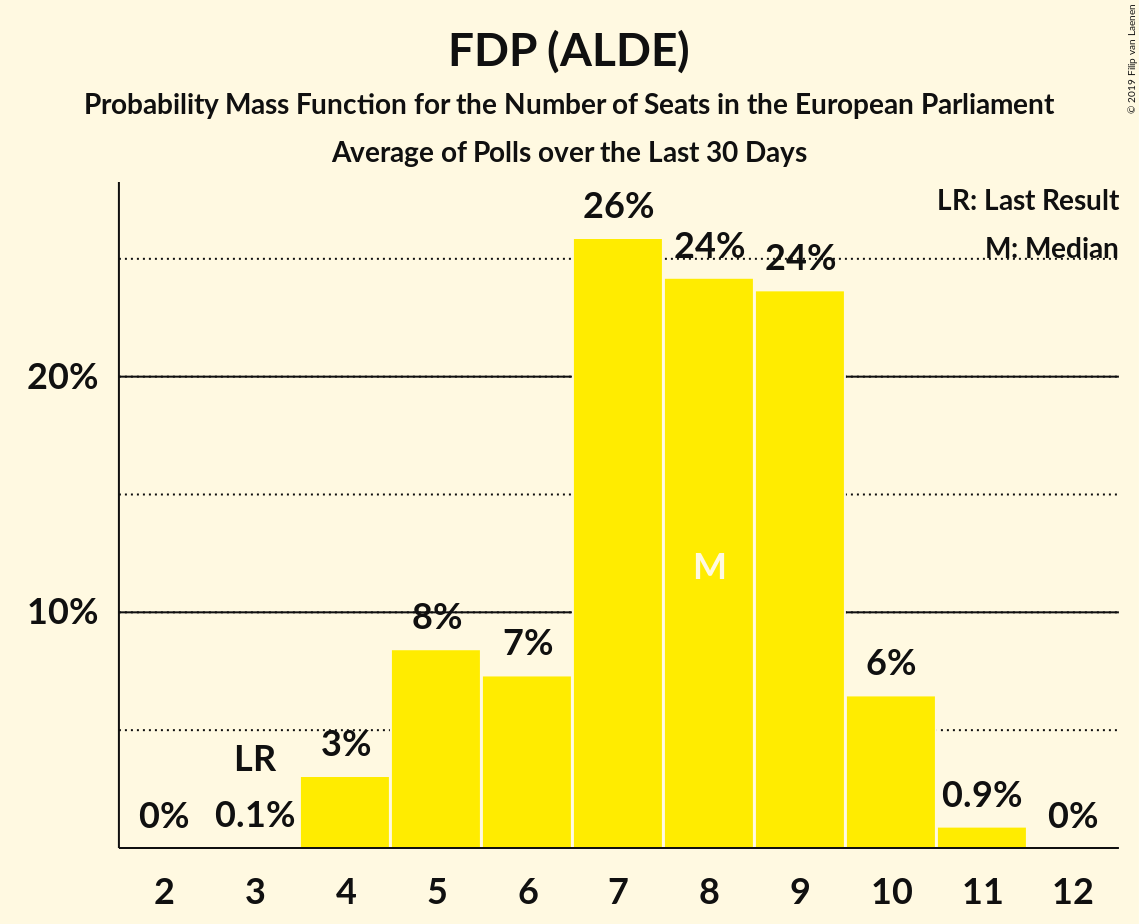 FDP (ALDE)
Probability Mass Function for the Number of Seats in the European Parliament
Average of Polls over the Last 30 Days
© 2019 Filip van Laenen
LR: Last Result
M: Median
26%
24%
24%
20%
M
10%
8%
7%
6%
LR
3%
0%
0.1%
0.9%
0%
2 3 4 5 6 7 8 9 10 11 12